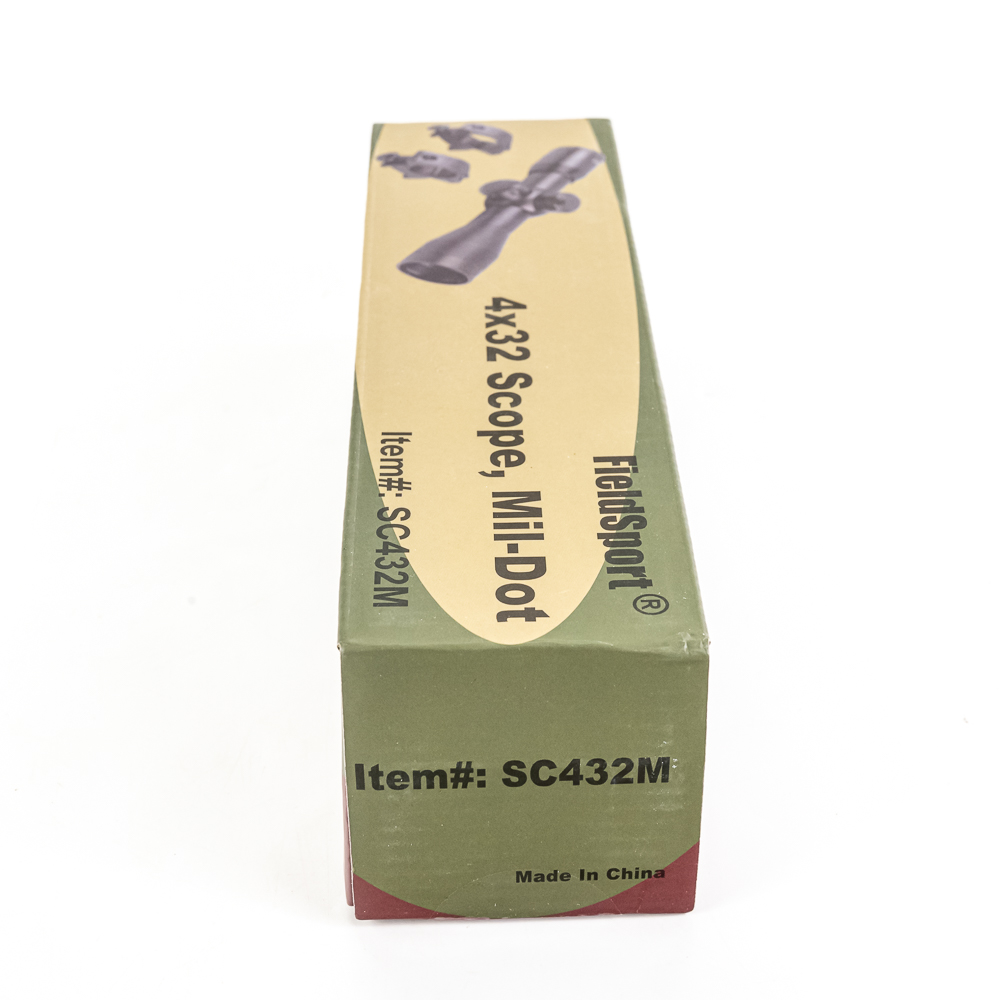 FieldSport®
4x32 Scope, Mil-Dot
Item#: SC432M
Item#: SC432M
Made In China